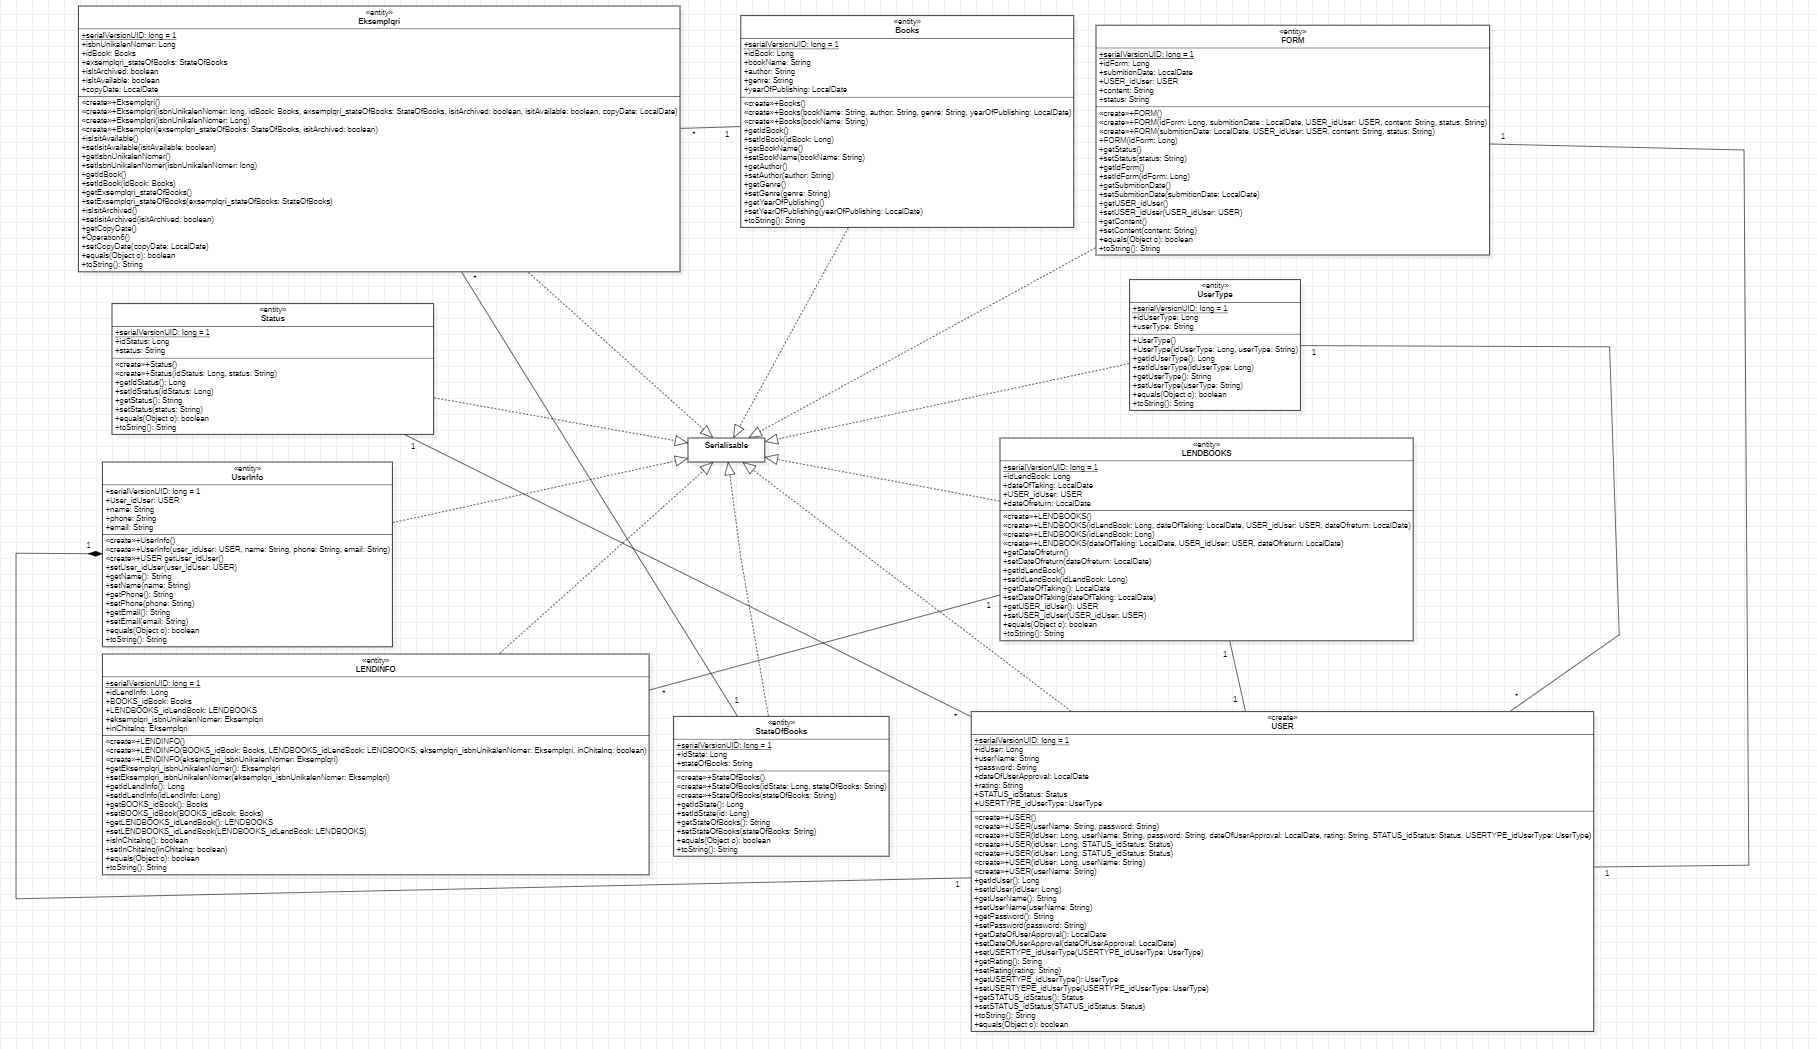 «entity»
Eksemplqri
+serialVersionUID: long = 1
+isbnUnikalenNomer: Long
+idBook: Books
+exsemplqri_stateOfBooks: StateOfBooks
+isItArchived: boolean
+isItAvailable: boolean
+copyDate: LocalDate
«create»+Eksemplqri()
«create»+Eksemplqri(isbnUnikalenNomer: long, idBook: Books, exsemplqri_stateOfBooks: StateOfBooks, isitArchived: boolean, isitAvailable: boolean, copyDate: LocalDate)
«create»+Eksemplqri(isbnUnikalenNomer: Long)
«create»+Eksemplqri(exsemplqri_stateOfBooks: StateOfBooks, isitArchived: boolean)
+isIsitAvailable()
+setIsitAvailable(isitAvailable: boolean)
+getIsbnUnikalenNomer()
+setIsbnUnikalenNomer(isbnUnikalenNomer: long)
+getIdBook()
+setIdBook(idBook: Books)
+getExsemplqri_stateOfBooks()
+setExsemplqri_stateOfBooks(exsemplqri_stateOfBooks: StateOfBooks)
+isIsitArchived()
+setIsitArchived(isitArchived: boolean)
+getCopyDate()
+Operation6()
+setCopyDate(copyDate: LocalDate)
+equals(Object o): boolean
+toString(): String
*
1
*
«entity»
Books
+serialVersionUID: long = 1
+idBook: Long
+bookName: String
+author: String
+genre: String
+yearOfPublishing: LocalDate
«create»+Books()
«create»+Books(bookName: String, author: String, genre: String, yearOfPublishing: LocalDate)
«create»+Books(bookName: String)
+getIdBook()
+getIdBook(idBook: Long)
+getBookName()
+setBookName(bookName: String)
+getAuthor()
+setAuthor(author: String)
+getGenre()
+setGenre(genre: String)
+getYearOfPublishing()
+setYearOfPublishing(yearOfPublishing: LocalDate)
+toString(): String
«entity»
FORM
+serialVersionUID: long = 1
+idForm: Long
+submitionDate: LocalDate
+USER_idUser: USER
+content: String
+status: String
«create»+FORM()
«create»+FORM(idForm: Long, submitionDate : LocalDate, USER_idUser: USER, content: String, status: String)
«create»+FORM(submitionDate: LocalDate, USER_idUser: USER, content: String, status: String)
+FORM(idForm: Long)
+getStatus()
+setStatus(status: String)
+getIdForm()
+setIdForm(idForm: Long)
+getSubmitionDate()
+setSubmitionDate(submitionDate: LocalDate)
+getUSER_idUser()
+setUSER_idUser(USER_idUser: USER)
+getContent()
+setContent(content: String)
+equals(Object o): boolean
+toString(): String
1
«entity»
Status
+serialVersionUID: long = 1
+idStatus: Long
+status: String
«create»+Status()
«create»+Status(idStatus: Long, status: String)
+getIdStatus(): Long
+setIdStatus(idStatus: Long)
+getStatus(): String
+setStatus(status: String)
+equals(Object o): boolean
+toString(): String
1
«entity»
UserType
+serialVersionUID: long = 1
+idUserType: Long
+userType: String
+UserType()
+UserType(idUserType: Long, userType: String)
+getIdUserType(): Long
+setIdUserType(idUserType: Long)
+getUserType(): String
+setUserType(userType: String)
+equals(Object o): boolean
+toString(): String
1
Serialisable
«entity»
UserInfo
+serialVersionUID: long = 1
+User_idUser: USER
+name: String
+phone: String
+email: String
«create»+UserInfo()
«create»+UserInfo(user_idUser: USER, name: String, phone: String, email: String)
«create»+USER getUser_idUser()
+setUser_idUser(user_idUser: USER)
+getName(): String
+setName(name: String)
+getPhone(): String
+setPhone(phone: String)
+getEmail(): String
+setEmail(email: String)
+equals(Object o): boolean
+toString(): String
1
«entity»
LENDBOOKS
+serialVersionUID: long = 1
+idLendBook: Long
+dateOfTaking: LocalDate
+USER_idUser: USER
+dateOfreturn: LocalDate
«create»+LENDBOOKS()
«create»+LENDBOOKS(idLendBook: Long, dateOfTaking: LocalDate, USER_idUser: USER, dateOfreturn: LocalDate)
«create»+LENDBOOKS(idLendBook: Long)
«create»+LENDBOOKS(dateOfTaking: LocalDate, USER_idUser: USER, dateOfreturn: LocalDate)
+getDateOfreturn()
+setDateOfreturn(dateOfreturn: LocalDate)
+getIdLendBook()
+setIdLendBook(idLendBook: Long)
+getDateOfTaking(): LocalDate
+setDateOfTaking(dateOfTaking: LocalDate)
+getUSER_idUser(): USER
+setUSER_idUser(USER_idUser: USER)
+equals(Object o): boolean
+toString(): String
1
1
1
«entity»
LENDINFO
+serialVersionUID: long = 1
+idLendInfo: Long
+BOOKS_idBook: Books
+LENDBOOKS_idLendBook: LENDBOOKS
+eksemplqri_isbnUnikalenNomer: Eksemplqri
+inChitalnq: Eksemplqri
«create»+LENDINFO()
«create»+LENDINFO(BOOKS_idBook: Books, LENDBOOKS_idLendBook: LENDBOOKS, eksemplqri_isbnUnikalenNomer: Eksemplqri, inChitalnq: boolean)
«create»+LENDINFO(eksemplqri_isbnUnikalenNomer: Eksemplqri)
+getEksemplqri_isbnUnikalenNomer(): Eksemplqri
+setEksemplqri_isbnUnikalenNomer(eksemplqri_isbnUnikalenNomer: Eksemplqri)
+getIdLendInfo(): Long
+setIdLendInfo(idLendInfo: Long)
+getBOOKS_idBook(): Books
+setBOOKS_idBook(BOOKS_idBook: Books)
+getLENDBOOKS_idLendBook(): LENDBOOKS
+setLENDBOOKS_idLendBook(LENDBOOKS_idLendBook: LENDBOOKS)
+isInChitalnq(): boolean
+setInChitalnq(inChitalnq: boolean)
+equals(Object o): boolean
+toString(): String
*
1
«entity»
StateOfBooks
+serialVersionUID: long = 1
+idState: Long
+stateOfBooks: String
«create»+StateOfBooks()
«create»+StateOfBooks(idState: Long, stateOfBooks: String)
«create»+StateOfBooks(stateOfBooks: String)
+getIdState(): Long
+setIdState(id: Long)
+getStateOfBooks(): String
+setStateOfBooks(stateOfBooks: String)
+equals(Object o): boolean
+toString(): String
*
*
«create»
USER
+serialVersionUID: long = 1
+idUser: Long
+userName: String
+password: String
+dateOfUserApproval: LocalDate
+rating: String
+STATUS_idStatus: Status
+USERTYPE_idUserType: UserType
«create»+USER()
«create»+USER(userName: String, password: String)
«create»+USER(idUser: Long, userName: String, password: String, dateOfUserApproval: LocalDate, rating: String, STATUS_idStatus: Status, USERTYPE_idUserType: UserType)
«create»+USER(idUser: Long, STATUS_idStatus: Status)
«create»+USER(idUser: Long, STATUS_idStatus: Status)
«create»+USER(idUser: Long, userName: String)
«create»+USER(userName: String)
+getIdUser(): Long
+setIdUser(idUser: Long)
+getUserName(): String
+setUserName(userName: String)
+getPassword(): String
+setPassword(password: String)
+getDateOfUserApproval(): LocalDate
+setDateOfUserApproval(dateOfUserApproval: LocalDate)
+setUSERTYPE_idUserType(USERTYPE_idUserType: UserType)
+getRating(): String
+setRating(rating: String)
+getUSERTYPE_idUserType(): UserType
+setUSERTYEPE_idUserType(USERTYPE_idUserType: UserType)
+getSTATUS_idStatus(): Status
+setSTATUS_idStatus(STATUS_idStatus: Status)
+toString(): String
+equals(Object o): boolean
1
1